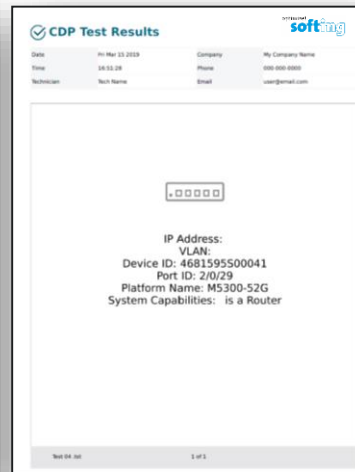 CDP Test Results
softing
Date Fri Mar 15 2019 Company My Company Name
Time 16:51:28 Phone 000-000-0000
Technician Tech Name Email user@email.com
IP Address:
VLAN:
Device ID: 4681595S00041
Port ID: 2/0/29
Platform Name: M5300-52G
System Capabilities: is a Router
1 of 1